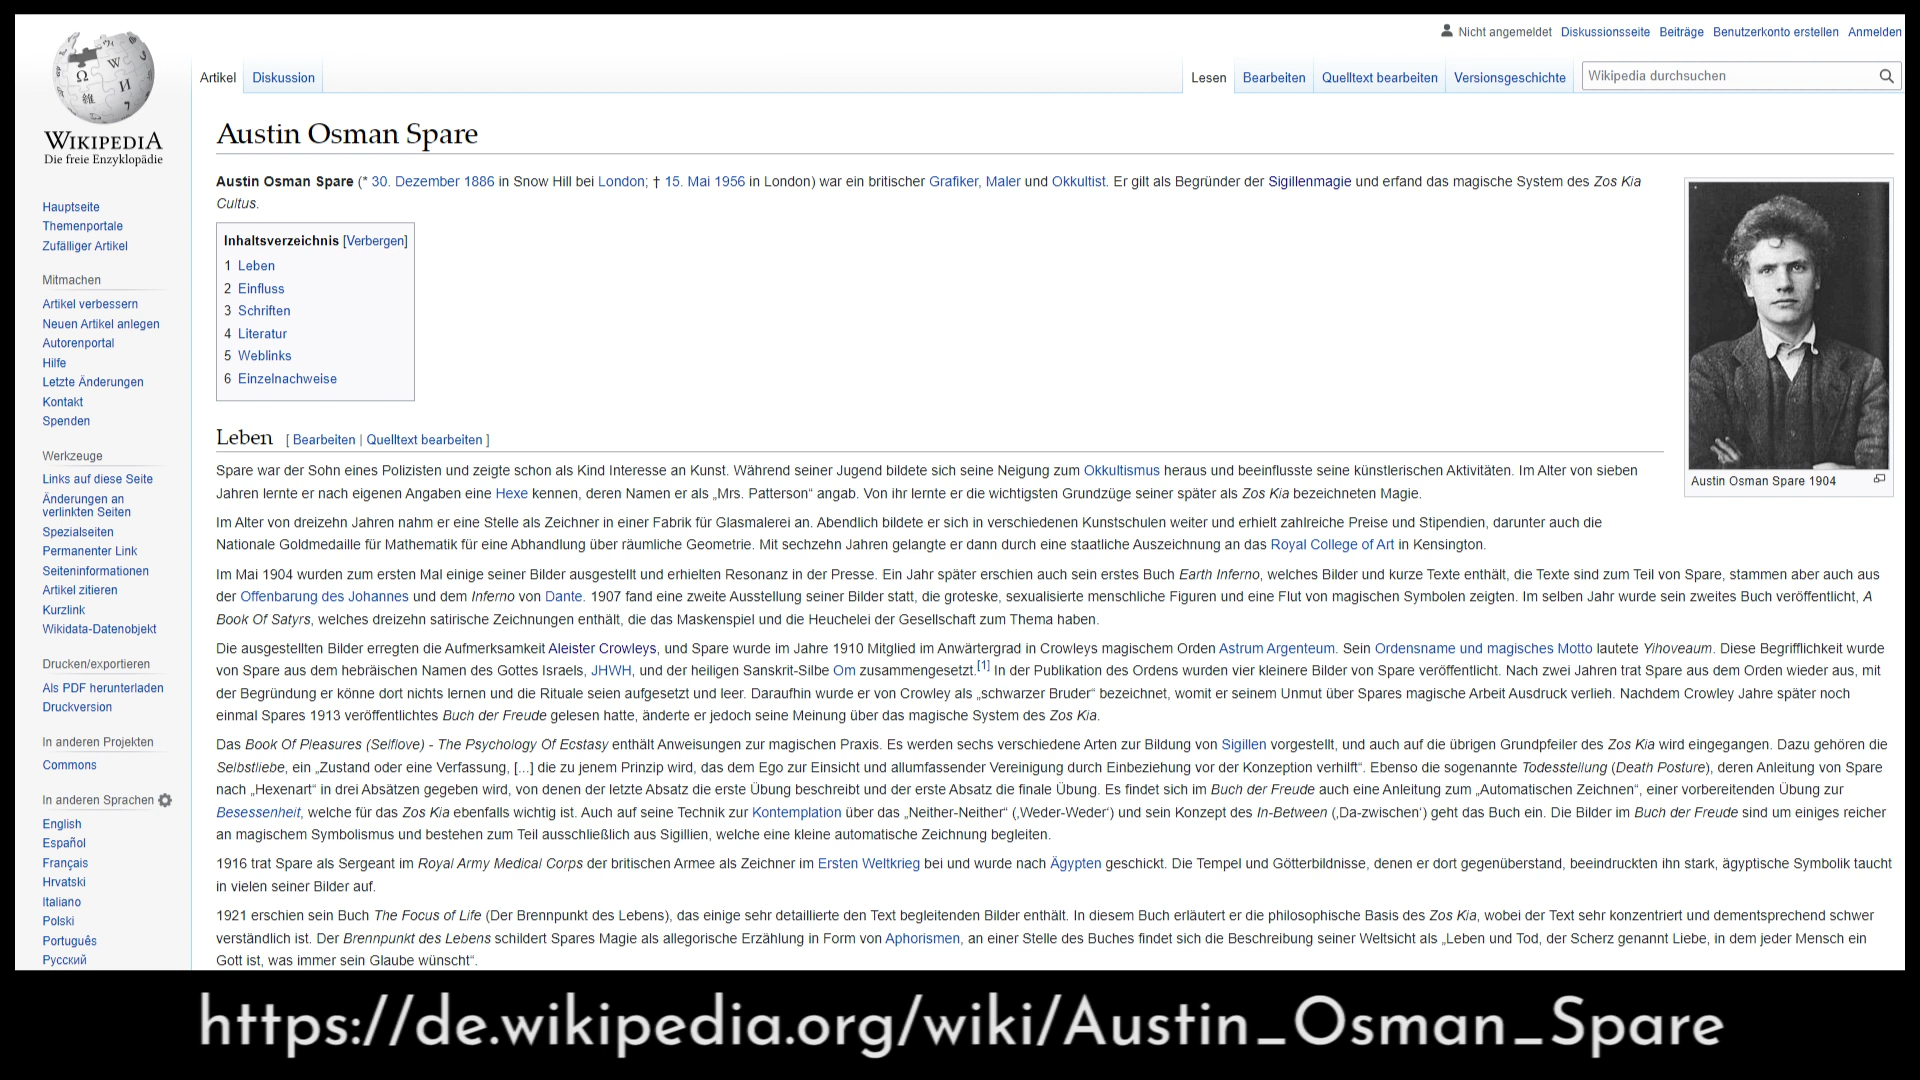 Nicht angemeldet Diskussionsseite Beiträge Benutzerkonto erstellen Anmelden
Artikel Diskussion Lesen Bearbeiten Quelltext bearbeiten Versionsgeschichte Wikipedia durchsuchen
WIKIPEDIA
Die freie Enzyklopädie
Hauptseite
Themenportale
Zufälliger Artikel
Mitmachen
Artikel verbessern
Neuen Artikel anlegen
Autorenportal
Hilfe
Letzte Änderungen
Kontakt
Spenden
Werkzeuge
Links auf diese Seite
Änderungen an
verlinkten Seiten
Spezialseiten
Permanenter Link
Seiteninformationen
Artikel zitieren
Kurzlink
Wikidata-Datenobjekt
Drucken/exportieren
Als PDF herunterladen
Druckversion
In anderen Projekten
Commons
In anderen Sprachen
English
Español
Français
Hrvatski
Italiano
Polski
Português
Русский
Austin Osman Spare
Austin Osman Spare (* 30. Dezember 1886 in Snow Hill bei London; † 15. Mai 1956 in London) war ein britischer Grafiker, Maler und Okkultist. Er gilt als Begründer der Sigillenmagie und erfand das magische System des Zos Kia
Cultus.
Inhaltsverzeichnis [Verbergen]
1 Leben
2 Einfluss
3 Schriften
4 Literatur
5 Weblinks
6 Einzelnachweise
Austin Osman Spare 1904
Leben [ Bearbeiten | Quelltext bearbeiten ]
Spare war der Sohn eines Polizisten und zeigte schon als Kind Interesse an Kunst. Während seiner Jugend bildete sich seine Neigung zum Okkultismus heraus und beeinflusste seine künstlerischen Aktivitäten. Im Alter von sieben
Jahren lernte er nach eigenen Angaben eine Hexe kennen, deren Namen er als „Mrs. Patterson“ angab. Von ihr lernte er die wichtigsten Grundzüge seiner später als Zos Kia bezeichneten Magie.
Im Alter von dreizehn Jahren nahm er eine Stelle als Zeichner in einer Fabrik für Glasmalerei an. Abendlich bildete er sich in verschiedenen Kunstschulen weiter und erhielt zahlreiche Preise und Stipendien, darunter auch die
Nationale Goldmedaille für Mathematik für eine Abhandlung über räumliche Geometrie. Mit sechzehn Jahren gelangte er dann durch eine staatliche Auszeichnung an das Royal College of Art in Kensington.
Im Mai 1904 wurden zum ersten Mal einige seiner Bilder ausgestellt und erhielten Resonanz in der Presse. Ein Jahr später erschien auch sein erstes Buch Earth Inferno, welches Bilder und kurze Texte enthält, die Texte sind zum Teil von Spare, stammen aber auch aus
der Offenbarung des Johannes und dem Inferno von Dante. 1907 fand eine zweite Ausstellung seiner Bilder statt, die groteske, sexualisierte menschliche Figuren und eine Flut von magischen Symbolen zeigten. Im selben Jahr wurde sein zweites Buch veröffentlicht, A
Book Of Satyrs, welches dreizehn satirische Zeichnungen enthält, die das Maskenspiel und die Heuchelei der Gesellschaft zum Thema haben.
Die ausgestellten Bilder erregten die Aufmerksamkeit Aleister Crowleys, und Spare wurde im Jahre 1910 Mitglied im Anwärtergrad in Crowleys magischem Orden Astrum Argenteum. Sein Ordensname und magisches Motto lautete Yihoveaum. Diese Begrifflichkeit wurde
von Spare aus dem hebräischen Namen des Gottes Israels, JHWH, und der heiligen Sanskrit-Silbe Om zusammengesetzt.[1] In der Publikation des Ordens wurden vier kleinere Bilder von Spare veröffentlicht. Nach zwei Jahren trat Spare aus dem Orden wieder aus, mit
der Begründung er könne dort nichts lernen und die Rituale seien aufgesetzt und leer. Daraufhin wurde er von Crowley als „schwarzer Bruder“ bezeichnet, womit er seinem Unmut über Spares magische Arbeit Ausdruck verlieh. Nachdem Crowley Jahre später noch
einmal Spares 1913 veröffentlichtes Buch der Freude gelesen hatte, änderte er jedoch seine Meinung über das magische System des Zos Kia.
Das Book Of Pleasures (Selflove) - The Psychology Of Ecstasy enthält Anweisungen zur magischen Praxis. Es werden sechs verschiedene Arten zur Bildung von Sigillen vorgestellt, und auch auf die übrigen Grundpfeiler des Zos Kia wird eingegangen. Dazu gehören die
Selbstliebe, ein „Zustand oder eine Verfassung, [...] die zu jenem Prinzip wird, das dem Ego zur Einsicht und allumfassender Vereinigung durch Einbeziehung vor der Konzeption verhilft“. Ebenso die sogenannte Todesstellung (Death Posture), deren Anleitung von Spare
nach „Hexenart“ in drei Absätzen gegeben wird, von denen der letzte Absatz die erste Übung beschreibt und der erste Absatz die finale Übung. Es findet sich im Buch der Freude auch eine Anleitung zum „Automatischen Zeichnen“, einer vorbereitenden Übung zur
Besessenheit, welche für das Zos Kia ebenfalls wichtig ist. Auch auf seine Technik zur Kontemplation über das „Neither-Neither“ (‚Weder-Weder‘) und sein Konzept des In-Between (‚Da-zwischen‘) geht das Buch ein. Die Bilder im Buch der Freude sind um einiges reicher
an magischem Symbolismus und bestehen zum Teil ausschließlich aus Sigillien, welche eine kleine automatische Zeichnung begleiten.
1916 trat Spare als Sergeant im Royal Army Medical Corps der britischen Armee als Zeichner im Ersten Weltkrieg bei und wurde nach Ägypten geschickt. Die Tempel und Götterbildnisse, denen er dort gegenüberstand, beeindruckten ihn stark, ägyptische Symbolik taucht
in vielen seiner Bilder auf.
1921 erschien sein Buch The Focus of Life (Der Brennpunkt des Lebens), das einige sehr detaillierte den Text begleitenden Bilder enthält. In diesem Buch erläutert er die philosophische Basis des Zos Kia, wobei der Text sehr konzentriert und dementsprechend schwer
verständlich ist. Der Brennpunkt des Lebens schildert Spares Magie als allegorische Erzählung in Form von Aphorismen, an einer Stelle des Buches findet sich die Beschreibung seiner Weltsicht als „Leben und Tod, der Scherz genannt Liebe, in dem jeder Mensch ein
Gott ist, was immer sein Glaube wünscht“.
https://de.wikipedia.org/wiki/Austin_Osman_Spare